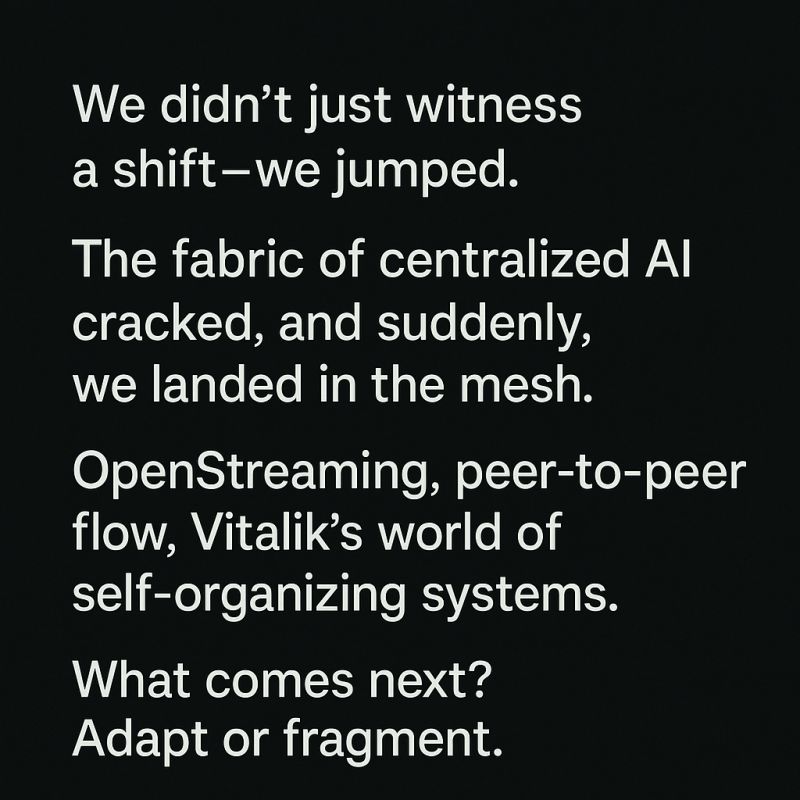 We didn’t just witness
a shift—we jumped.
The fabric of centralized AI
cracked, and suddenly,
we landed in the mesh.
OpenStreaming, peer-to-peer
flow, Vitalik’s world of
self-organizing systems.
What comes next?
Adapt or fragment.